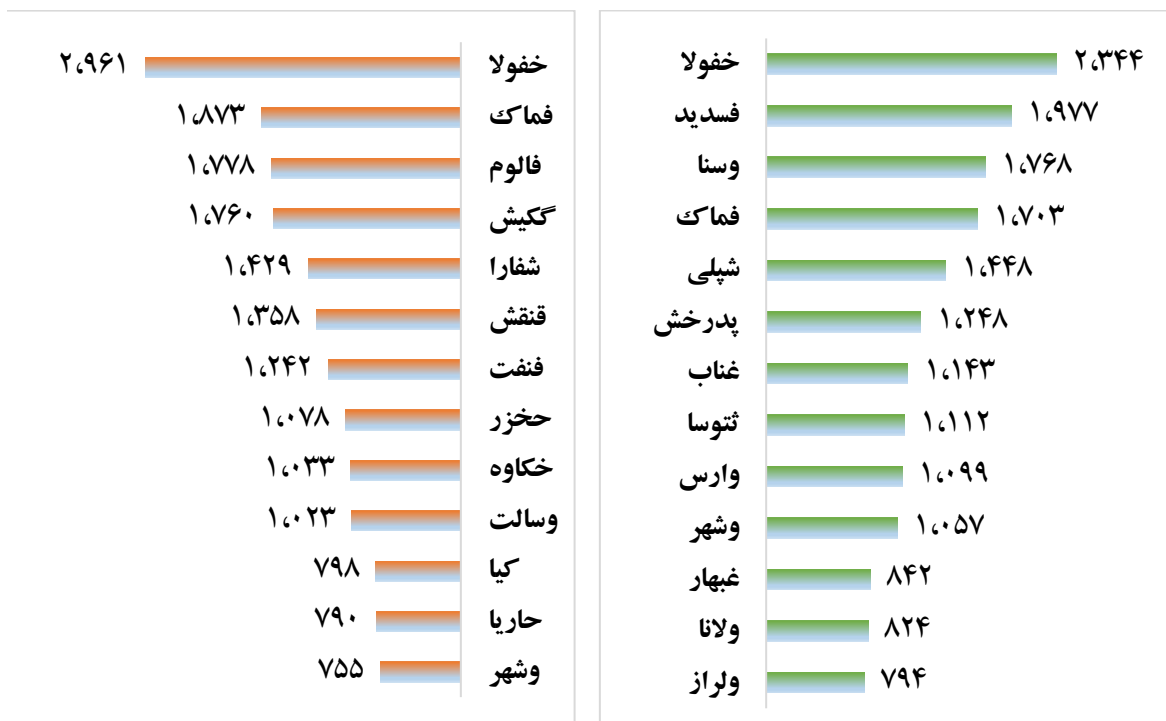 خفولا ۲،۳۴۴
فسدید ۱،۹۷۷
وسنا ۱،۷۶۸
فماک ۱،۷۰۳
شپلی ۱،۴۴۸
پدرخش ۱،۲۴۸
غناب ۱،۱۴۳
ثتوسا ۱،۱۱۲
وارس ۱،۰۹۹
وشهر ۱،۰۵۷
غبهار ۸۴۲
ولانا ۸۲۴
ولراز ۷۹۴
خفولا ۲،۹۶۱
فماک ۱،۸۷۳
فالوم ۱،۷۷۸
گکیش ۱،۷۶۰
شفارا ۱،۴۲۹
قنقش ۱،۳۵۸
فنفت ۱،۲۴۲
حخزر ۱،۰۷۸
خکاوه ۱،۰۳۳
وسالت ۱،۰۲۳
کیا ۷۹۸
حاریا ۷۹۰
وشهر ۷۵۵